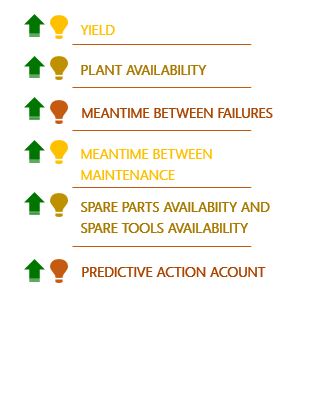 YIELD
PLANT AVAILABILITY
MEANTIME BETWEEN FAILURES
MEANTIME BETWEEN
MAINTENANCE
SPARE PARTS AVAILABIITY AND
SPARE TOOLS AVAILABILITY
PREDICTIVE ACTION ACOUNT